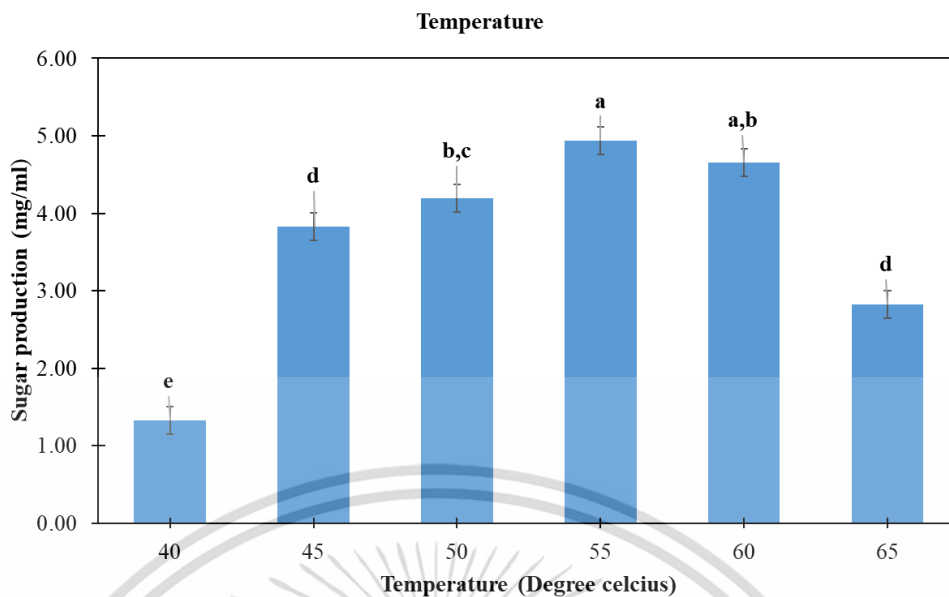 Temperature
6.00
5.00
4.00
3.00
2.00
1.00
0.00
Sugar production (mg/ml)
e
d
b,c
a
a,b
d
40 45 50 55 60 65
Temperature (Degree celcius)